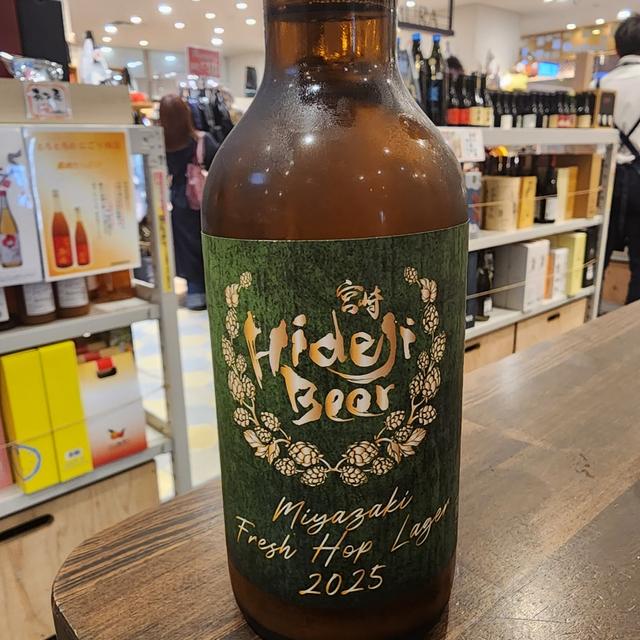 宮崎
Hideji
Beer
Miyazaki
Fresh Hop Lager
2025